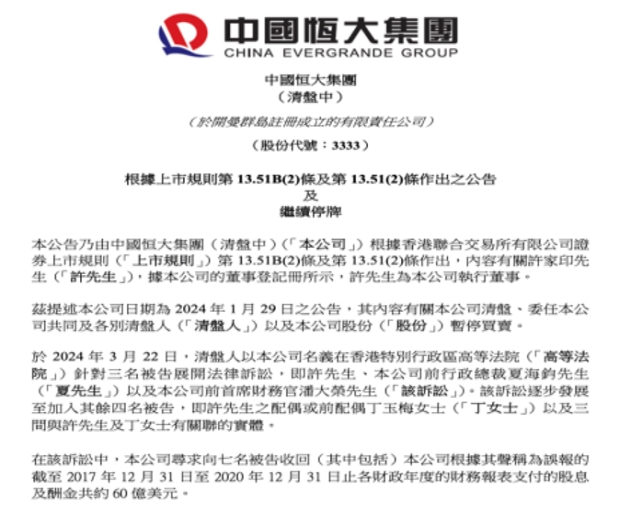 中國恆大集團
CHINA EVERGRANDE GROUP
中國恆大集團
（清盤中）
（於開曼群島註冊成立的有限責任公司）
（股份代號：3333）
根據上市規則第 13.51B(2)條及第 13.51(2)條作出之公告
及
繼續停牌
本公告乃由中國恆大集團（清盤中）（「本公司」）根據香港聯合交易所有限公司證
券上市規則（「上市規則」）第 13.51B(2)條及第 13.51(2)條作出，內容有關許家印先
生（「許先生」），據本公司的董事登記冊所示，許先生為本公司執行董事。
茲提述本公司日期為 2024 年 1 月 29 日之公告，其內容有關本公司清盤、委任本公
司共同及各別清盤人（「清盤人」）以及本公司股份（「股份」）暫停買賣。
於 2024 年 3 月 22 日，清盤人以本公司名義在香港特別行政區高等法院（「高等法
院」）針對三名被告展開法律訴訟，即許先生、本公司前行政總裁夏海鈞先生
（「夏先生」）以及本公司前首席財務官潘大榮先生（「該訴訟」）。該訴訟逐步發展
至加入其餘四名被告，即許先生之配偶或前配偶丁玉梅女士（「丁女士」）以及三
間與許先生及丁女士有關聯的實體。
在該訴訟中，本公司尋求向七名被告收回（其中包括）本公司根據其聲稱為誤報的
截至 2017 年 12 月 31 日至 2020 年 12 月 31 日止各財政年度的財務報表支付的股息
及酬金共約 60 億美元。